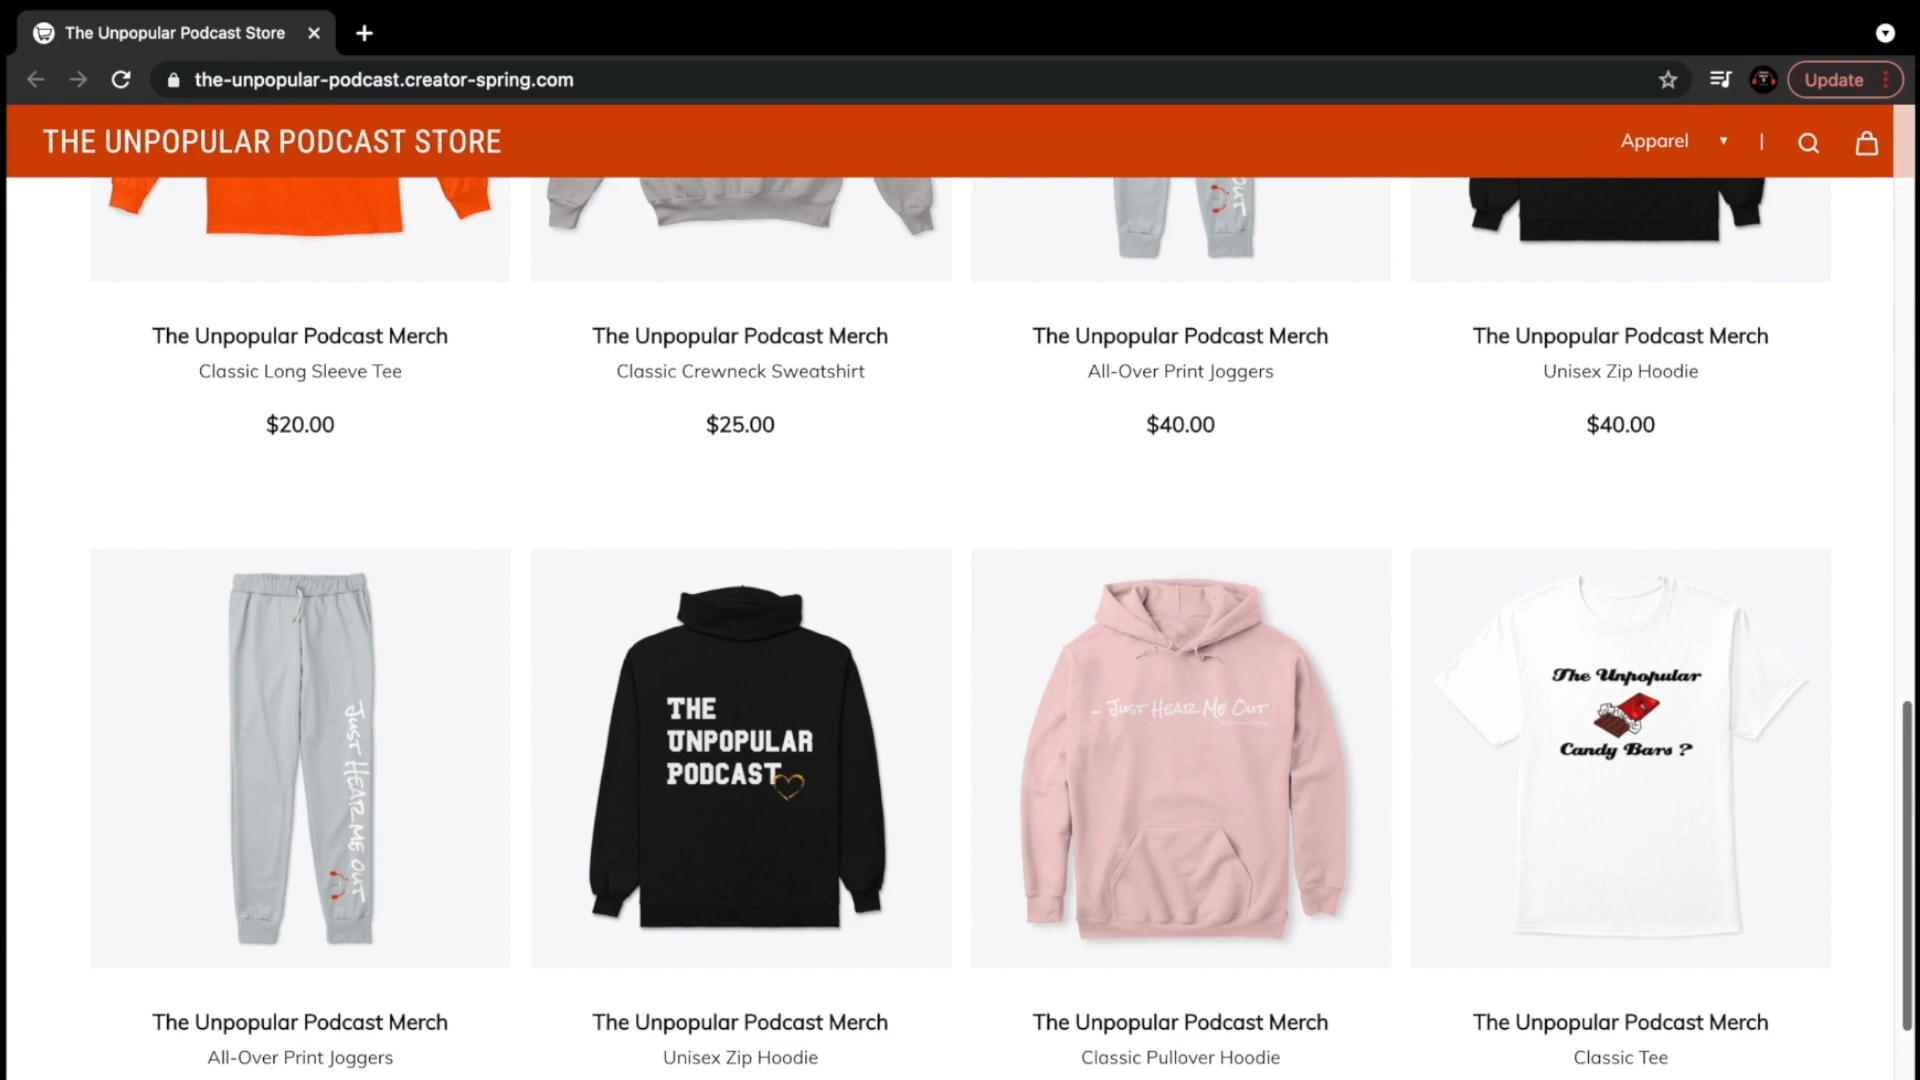 The Unpopular Podcast Store
the-unpopular-podcast.creator-spring.com
Update
THE UNPOPULAR PODCAST STORE
Apparel
OUT
The Unpopular Podcast Merch
Classic Long Sleeve Tee
$20.00
The Unpopular Podcast Merch
Classic Crewneck Sweatshirt
$25.00
The Unpopular Podcast Merch
All-Over Print Joggers
$40.00
The Unpopular Podcast Merch
Unisex Zip Hoodie
$40.00
JUST HEAR ME OUT
THE
UNPOPULAR
PODCAST
- JUST HEAR ME OUT
The Unpopular
Candy Bars ?
The Unpopular Podcast Merch
All-Over Print Joggers
The Unpopular Podcast Merch
Unisex Zip Hoodie
The Unpopular Podcast Merch
Classic Pullover Hoodie
The Unpopular Podcast Merch
Classic Tee